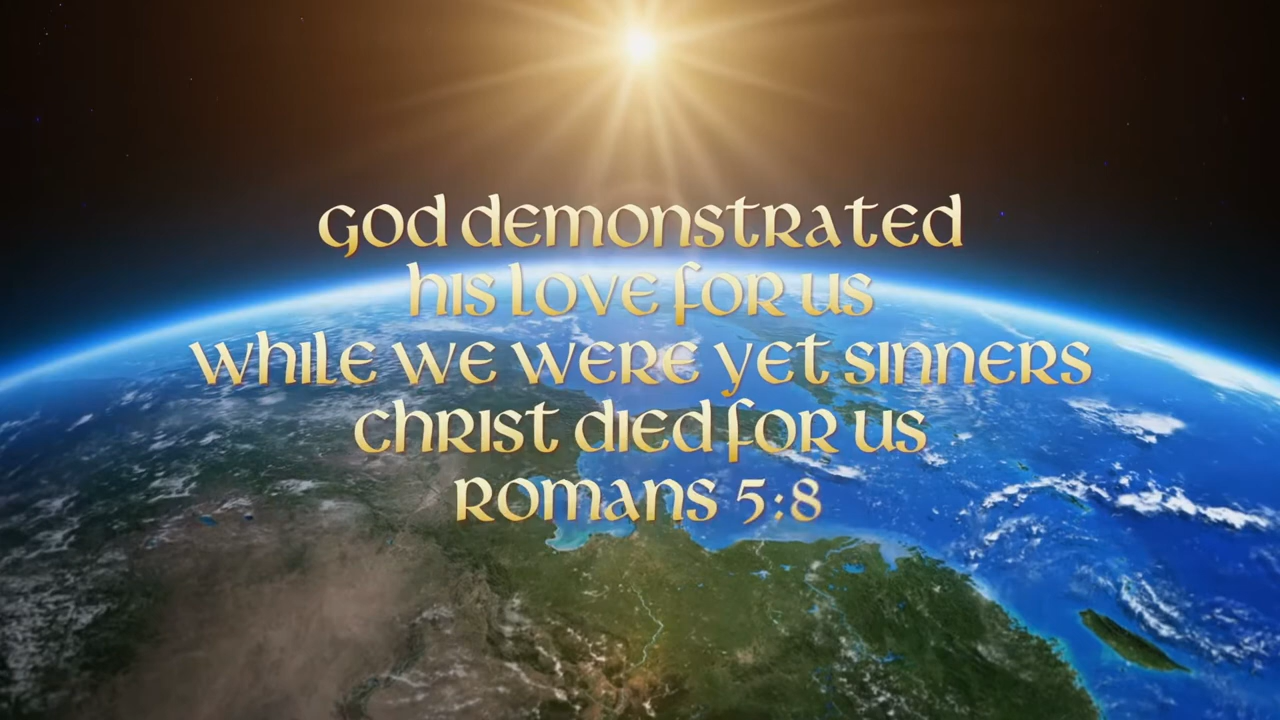 God demonstrated
his love for us
while we were yet sinners
Christ died for us
Romans 5:8